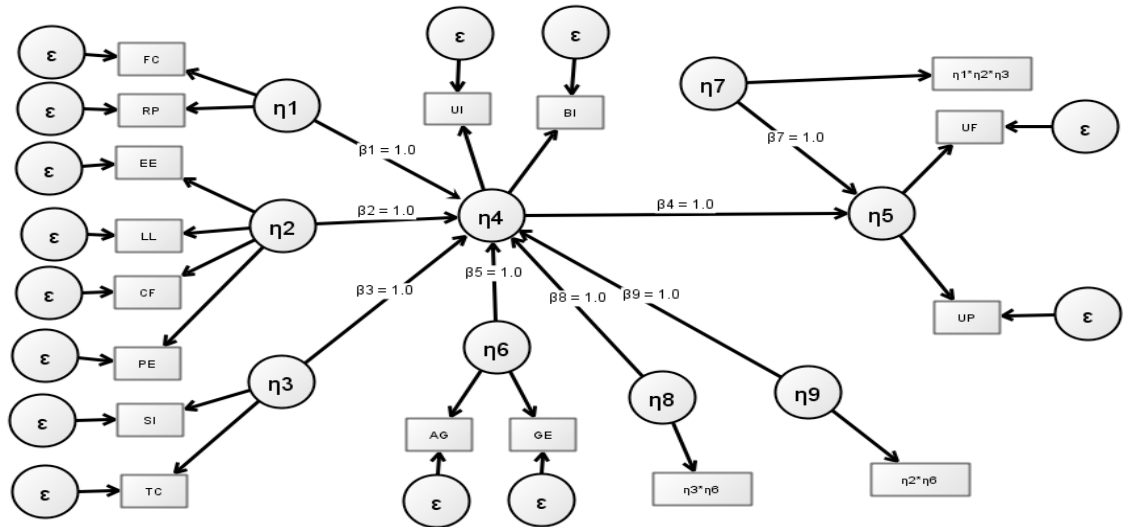 ε
ε
ε
FC
η7
η1*η2*η3
ε
RP
η1
UI
BI
UF
ε
β7 = 1.0
β1 = 1.0
ε
EE
β2 = 1.0
η4
β4 = 1.0
η5
η2
ε
LL
β5 = 1.0
β3 = 1.0
β8 = 1.0
β9 = 1.0
ε
CF
UP
ε
ε
PE
η6
η3
η8
η9
ε
SI
AG
GE
ε
TC
ε
ε
η3*η6
η2*η6